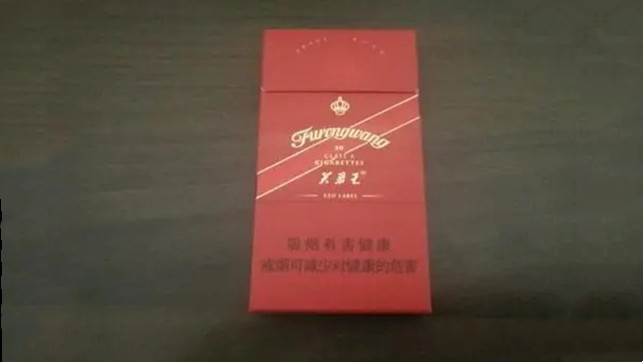 Furongwang
20
CLASS A
CIGARETTES
芙蓉王
RED LABEL
吸烟有害健康
戒烟可减少对健康的危害